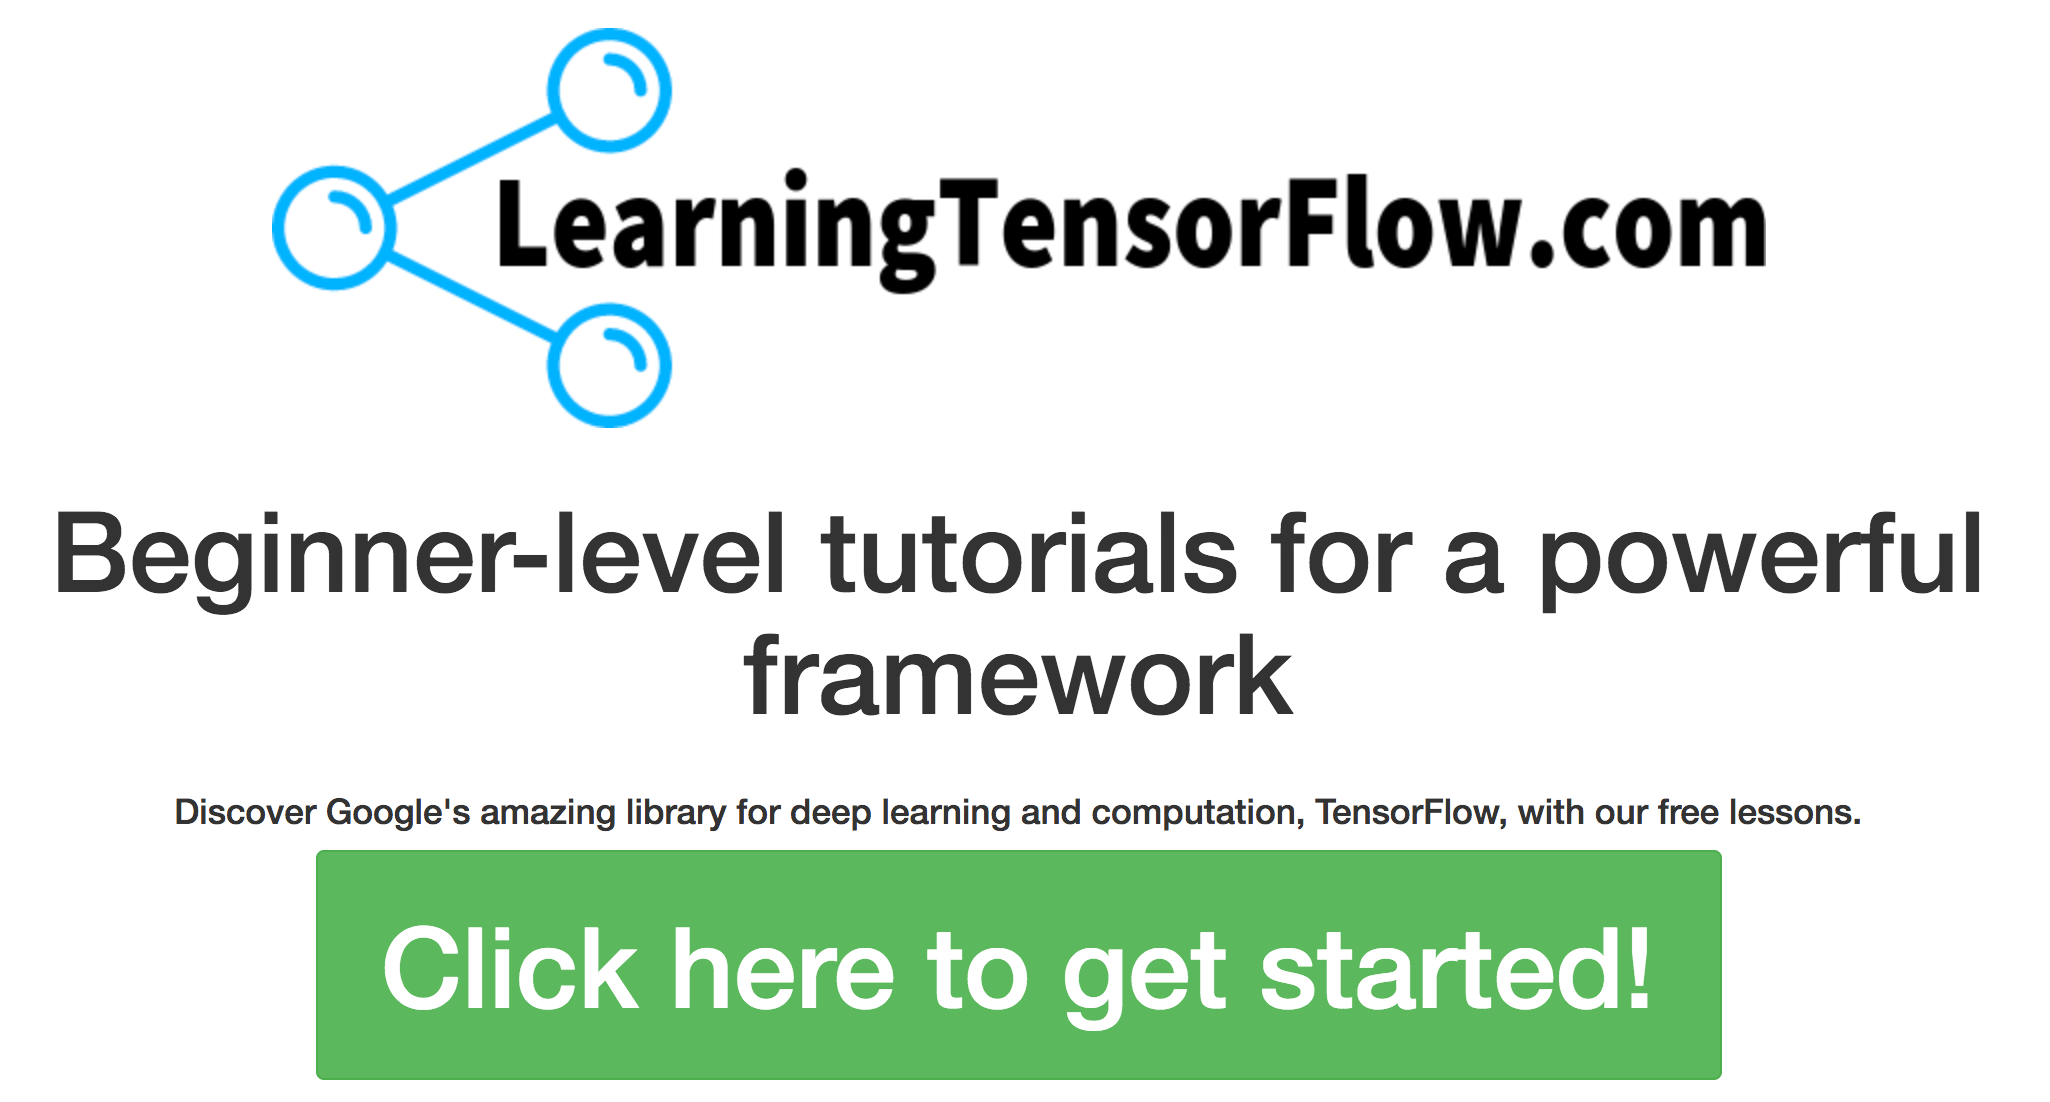 LearningTensorFlow.com
Beginner-level tutorials for a powerful
framework
Discover Google's amazing library for deep learning and computation, TensorFlow, with our free lessons.
Click here to get started!